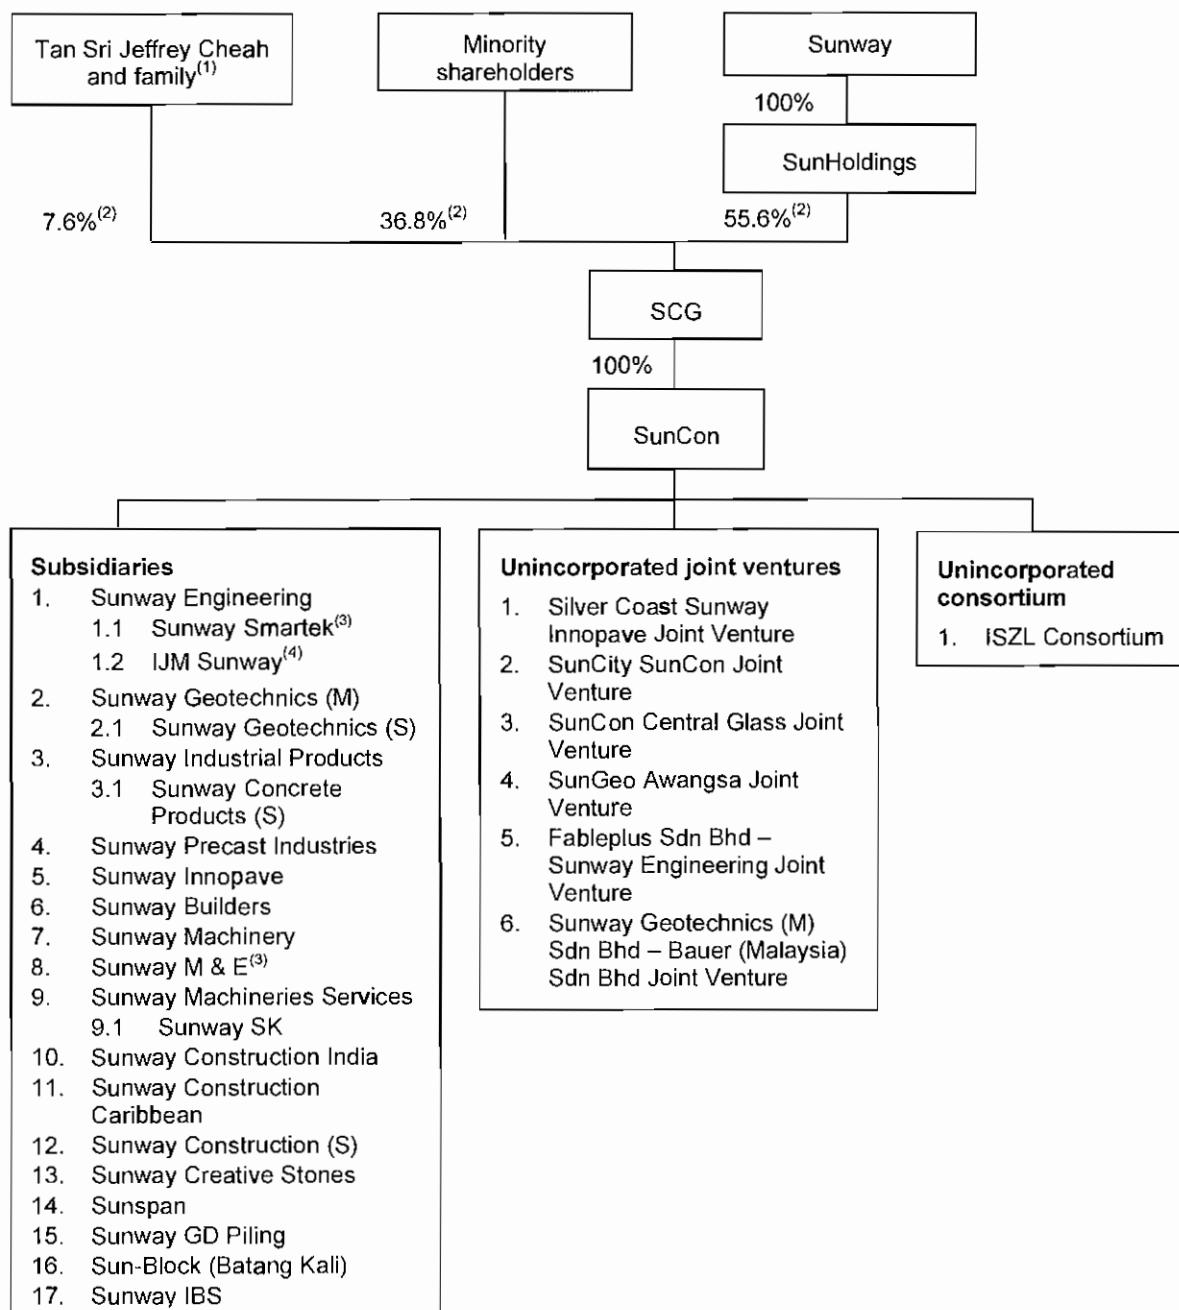 Tan Sri Jeffrey Cheah
and family(1)
Minority
shareholders
Sunway
100%
SunHoldings
7.6%(2)
36.8%(2)
55.6%(2)
SCG
100%
SunCon
Subsidiaries
1. Sunway Engineering
1.1 Sunway Smartek(3)
1.2 IJM Sunway(4)
2. Sunway Geotechnics (M)
2.1 Sunway Geotechnics (S)
3. Sunway Industrial Products
3.1 Sunway Concrete
Products (S)
4. Sunway Precast Industries
5. Sunway Innopave
6. Sunway Builders
7. Sunway Machinery
8. Sunway M & E(3)
9. Sunway Machineries Services
9.1 Sunway SK
10. Sunway Construction India
11. Sunway Construction
Caribbean
12. Sunway Construction (S)
13. Sunway Creative Stones
14. Sunspan
15. Sunway GD Piling
16. Sun-Block (Batang Kali)
17. Sunway IBS
Unincorporated joint ventures
1. Silver Coast Sunway
Innopave Joint Venture
2. SunCity SunCon Joint
Venture
3. SunCon Central Glass Joint
Venture
4. SunGeo Awangsa Joint
Venture
5. Fableplus Sdn Bhd –
Sunway Engineering Joint
Venture
6. Sunway Geotechnics (M)
Sdn Bhd – Bauer (Malaysia)
Sdn Bhd Joint Venture
Unincorporated
consortium
1. ISZL Consortium